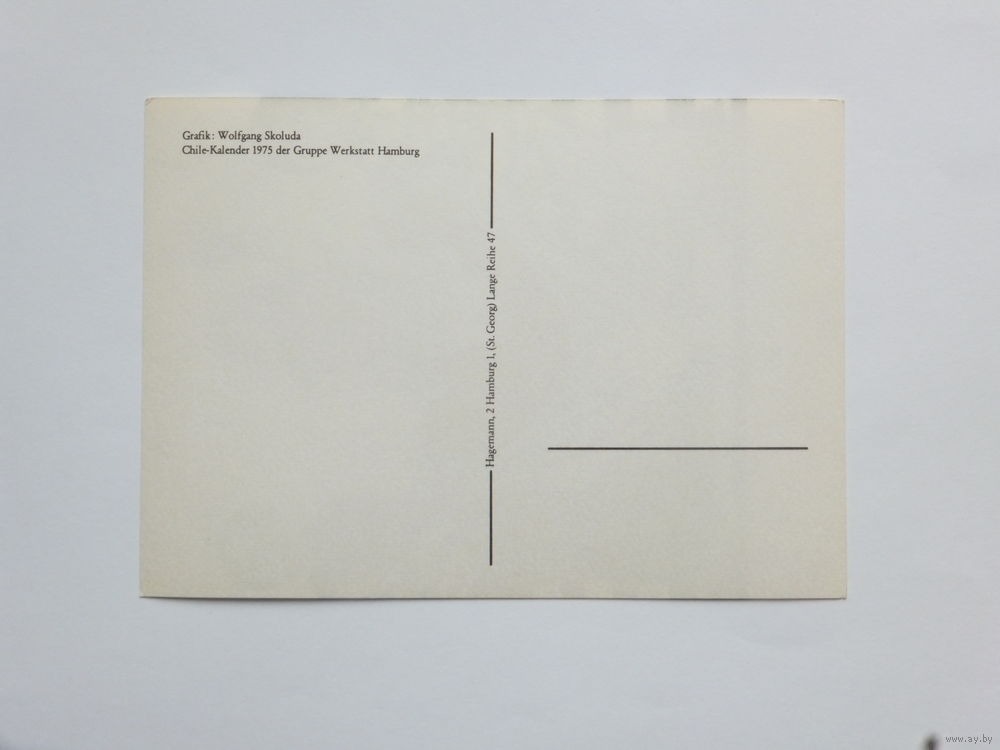 Grafik: Wolfgang Skoluda
Chile-Kalender 1975 der Gruppe Werkstatt Hamburg
Hagemann, 2 Hamburg 1, (St. Georg) Lange Reihe 47
www.ay.by